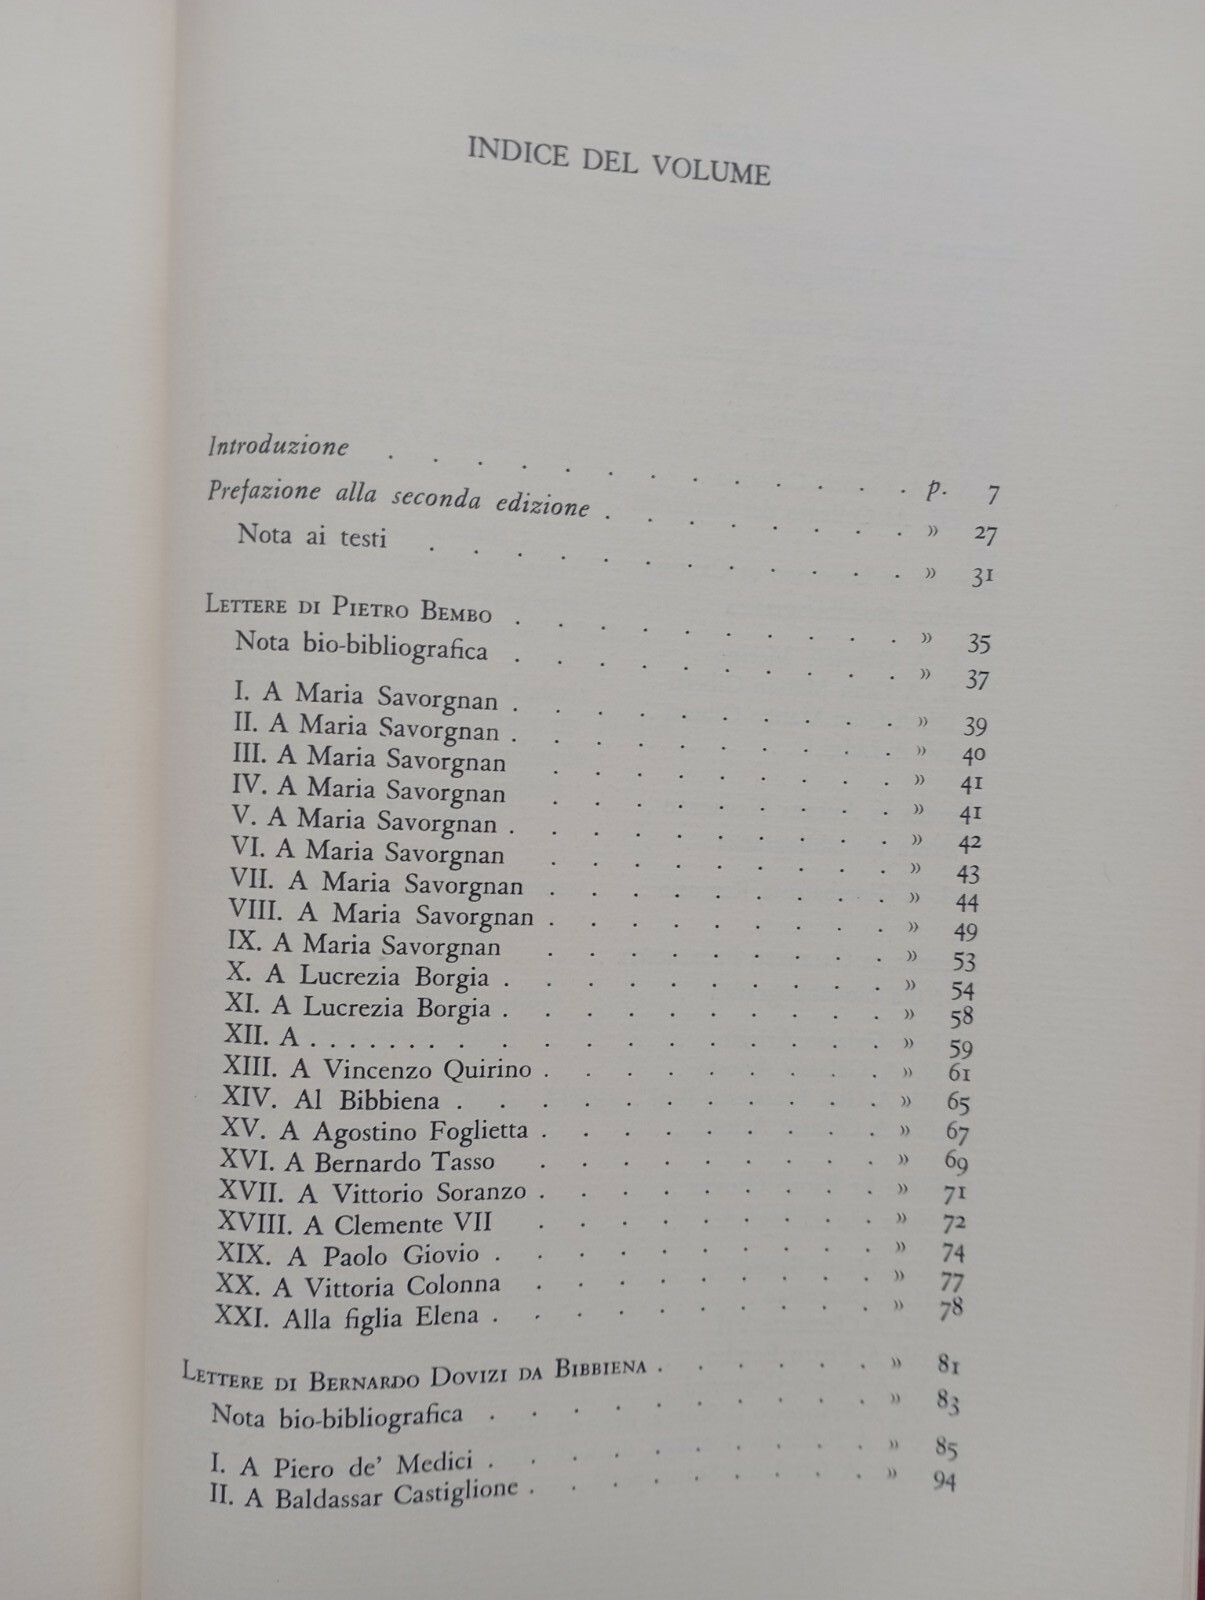 INDICE DEL VOLUME
Introduzione . . . . . . . . . . . . . p. 7
Prefazione alla seconda edizione . . . . . . . . » 27
Nota ai testi . . . . . . . . . . . . » 31
LETTERE DI PIETRO BEMBO . . . . . . . . . . » 35
Nota bio-bibliografica . . . . . . . . . . » 37
I. A Maria Savorgnan . . . . . . . . . . » 39
II. A Maria Savorgnan . . . . . . . . . . » 40
III. A Maria Savorgnan . . . . . . . . . » 41
IV. A Maria Savorgnan . . . . . . . . . » 41
V. A Maria Savorgnan . . . . . . . . . . » 42
VI. A Maria Savorgnan . . . . . . . . . » 43
VII. A Maria Savorgnan . . . . . . . . . » 44
VIII. A Maria Savorgnan . . . . . . . . . » 49
IX. A Maria Savorgnan . . . . . . . . . » 53
X. A Lucrezia Borgia . . . . . . . . . . » 54
XI. A Lucrezia Borgia . . . . . . . . . . » 58
XII. A . . . . . . . . . . . . . . . . . » 59
XIII. A Vincenzo Quirino . . . . . . . . . » 61
XIV. Al Bibbiena . . . . . . . . . . . » 65
XV. A Agostino Foglietta . . . . . . . . . » 67
XVI. A Bernardo Tasso . . . . . . . . . » 69
XVII. A Vittorio Soranzo . . . . . . . . . » 71
XVIII. A Clemente VII . . . . . . . . . » 72
XIX. A Paolo Giovio . . . . . . . . . . » 74
XX. A Vittoria Colonna . . . . . . . . . » 77
XXI. Alla figlia Elena . . . . . . . . . . » 78
LETTERE DI BERNARDO DOVIZI DA BIBBIENA . . . . . . » 81
Nota bio-bibliografica . . . . . . . . . . » 83
I. A Piero de' Medici . . . . . . . . . . » 85
II. A Baldassar Castiglione . . . . . . . . . » 94